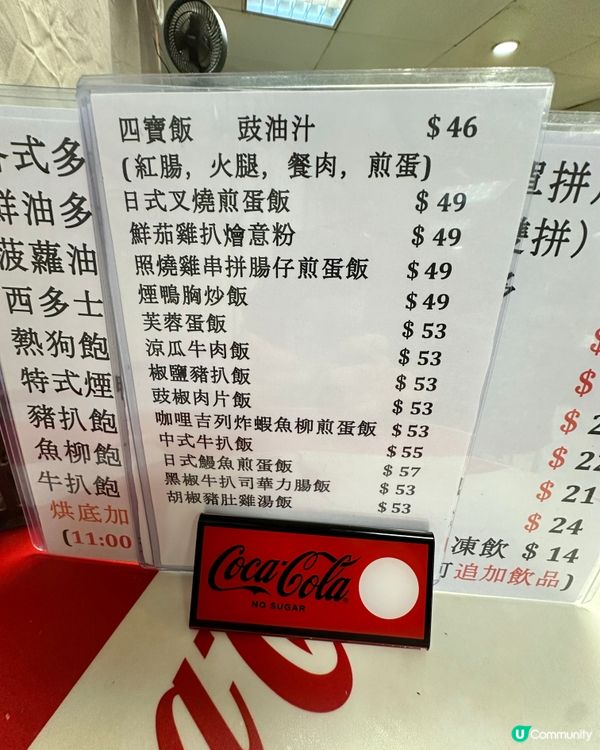 式多
油多
菠蘿油
西多士
熱狗飽
特式煙
豬扒飽
魚柳飽
牛扒飽
烘底加
(11:00
四寶飯 豉油汁 $46
(紅腸, 火腿, 餐肉, 煎蛋)
日式叉燒煎蛋飯 $49
鮮茄雞扒燴意粉 $49
照燒雞串拼腸仔煎蛋飯 $49
煙鴨胸炒飯 $49
芙蓉蛋飯 $53
涼瓜牛肉飯 $53
椒鹽豬扒飯 $53
豉椒肉片飯 $53
咖哩吉列炸蝦魚柳煎蛋飯 $53
中式牛扒飯 $55
日式鰻魚煎蛋飯 $57
黑椒牛扒司華力腸飯 $53
胡椒豬肚雞湯飯 $53
拼
拼)
$
$
$ 2
$ 22
$ 21
$ 24
凍飲 $14
追加飲品)
Coca-Cola
NO SUGAR
U Community